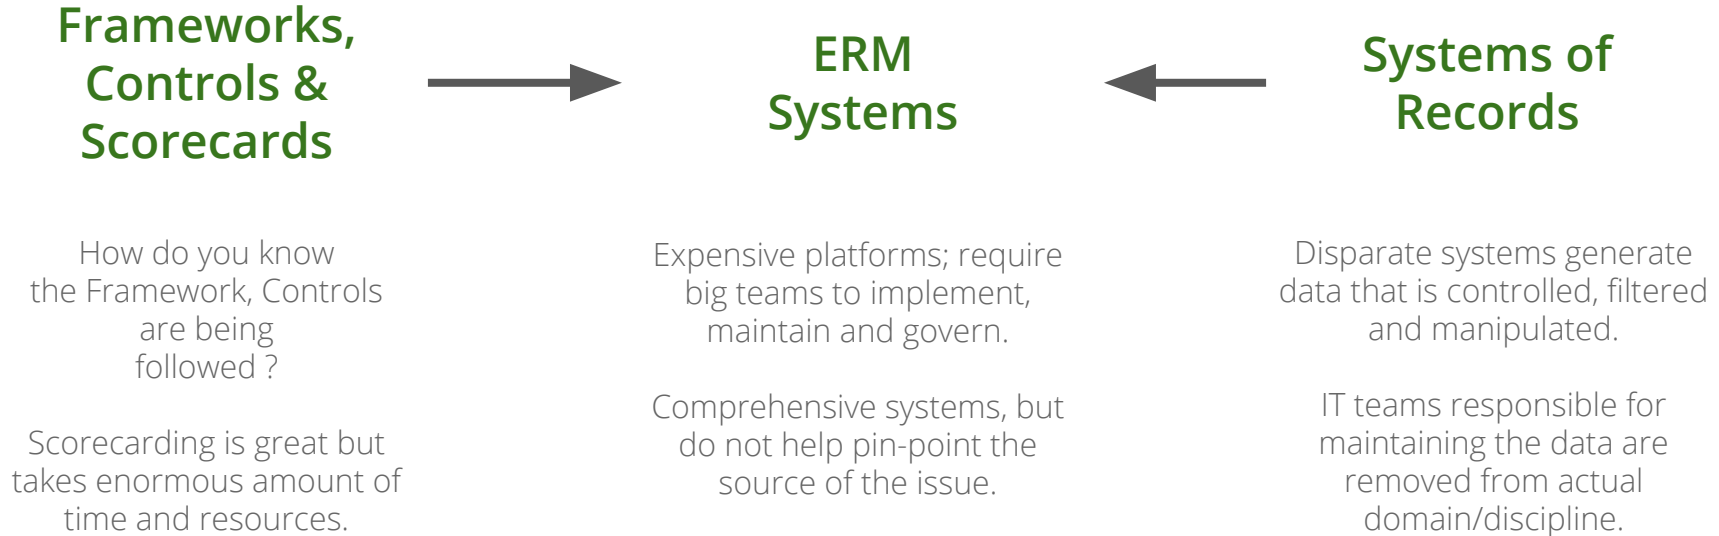 Frameworks,
Controls &
Scorecards
How do you know
the Framework, Controls
are being
followed ?
Scorecarding is great but
takes enormous amount of
time and resources.
ERM
Systems
Expensive platforms; require
big teams to implement,
maintain and govern.
Comprehensive systems, but
do not help pin-point the
source of the issue.
Systems of
Records
Disparate systems generate
data that is controlled, filtered
and manipulated.
IT teams responsible for
maintaining the data are
removed from actual
domain/discipline.